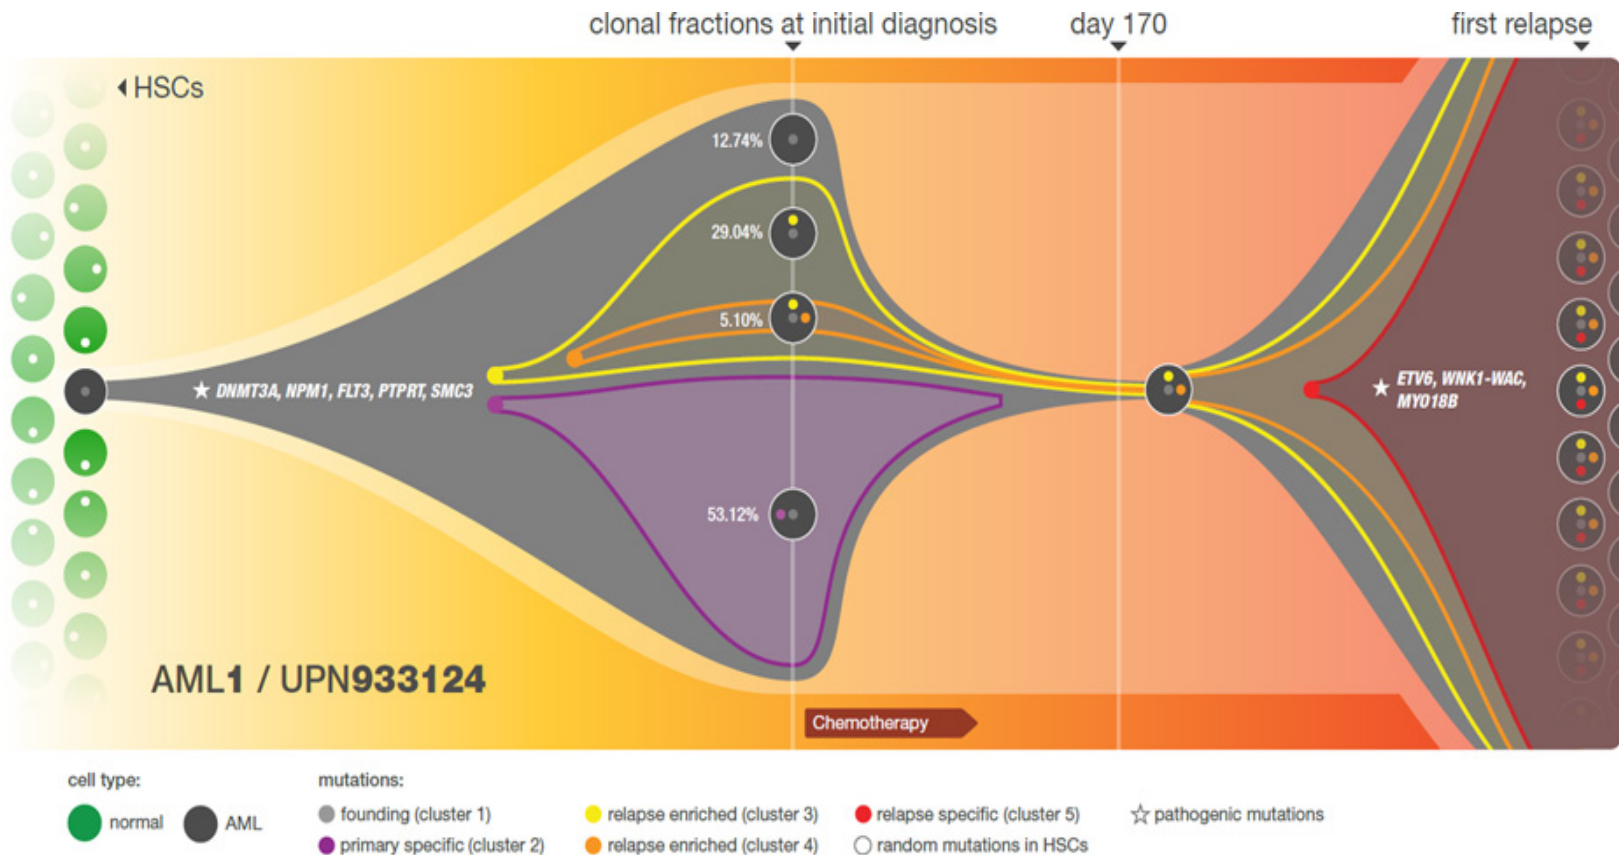 clonal fractions at initial diagnosis
day 170
first relapse
HSCs
12.74%
29.04%
5.10%
53.12%
DNMT3A, NPM1, FLT3, PTPRT, SMC3
ETV6, WNK1-WAC,
MYO18B
AML1 / UPN933124
Chemotherapy
cell type:
normal
AML
mutations:
founding (cluster 1)
primary specific (cluster 2)
relapse enriched (cluster 3)
relapse enriched (cluster 4)
relapse specific (cluster 5)
random mutations in HSCs
pathogenic mutations